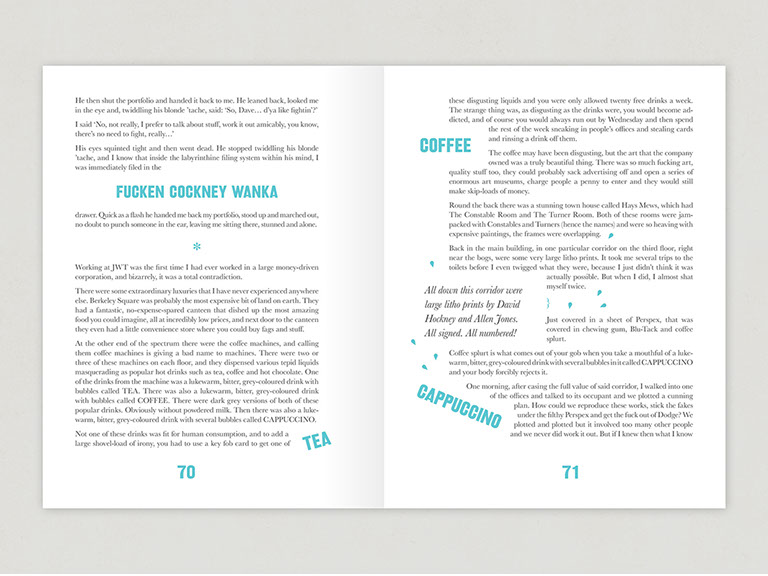 He then shut the portfolio and handed it back to me. He leaned back, looked me
in the eye and, twiddling his blonde ’tache, said: ‘So, Dave… d’ya like fightin’?’
I said ‘No, not really, I prefer to talk about stuff, work it out amicably, you know,
there’s no need to fight, really…’
His eyes squinted tight and then went dead. He stopped twiddling his blonde
’tache, and I know that inside the labyrinthine filing system within his mind, I
was immediately filed in the
FUCKEN COCKNEY WANKA
drawer. Quick as a flash he handed me back my portfolio, stood up and marched out,
no doubt to punch someone in the ear, leaving me sitting there, stunned and alone.
*
Working at JWT was the first time I had ever worked in a large money-driven
corporation, and bizarrely, it was a total contradiction.
There were some extraordinary luxuries that I have never experienced anywhere
else. Berkeley Square was probably the most expensive bit of land on earth. They
had a fantastic, no-expense-spared canteen that dished up the most amazing
food you could imagine, all at incredibly low prices, and next door to the canteen
they even had a little convenience store where you could buy fags and stuff.
At the other end of the spectrum there were the coffee machines, and calling
them coffee machines is giving a bad name to machines. There were two or
three of these machines on each floor, and they dispensed various tepid liquids
masquerading as popular hot drinks such as tea, coffee and hot chocolate. One
of the drinks from the machine was a lukewarm, bitter, grey-coloured drink with
bubbles called TEA. There was also a lukewarm, bitter, grey-coloured drink
with bubbles called COFFEE. There were dark grey versions of both of these
popular drinks. Obviously without powdered milk. Then there was also a luke-
warm, bitter, grey-coloured drink with several bubbles called CAPPUCCINO.
Not one of these drinks was fit for human consumption, and to add a
large shovel-load of irony, you had to use a key fob card to get one of
TEA
70
these disgusting liquids and you were only allowed twenty free drinks a week.
The strange thing was, as disgusting as the drinks were, you would become ad-
dicted, and of course you would always run out by Wednesday and then spend
the rest of the week sneaking in people’s offices and stealing cards
and rinsing a drink off them.
COFFEE
The coffee may have been disgusting, but the art that the company
owned was a truly beautiful thing. There was so much fucking art,
quality stuff too, they could probably sack advertising off and open a series of
enormous art museums, charge people a penny to enter and they would still
make skip-loads of money.
Round the back there was a stunning town house called Hays Mews, which had
The Constable Room and The Turner Room. Both of these rooms were jam-
packed with Constables and Turners (hence the names) and were so heaving with
expensive paintings, the frames were overlapping.
Back in the main building, in one particular corridor on the third floor, right
near the bogs, were some very large litho prints. It took me several trips to the
toilets before I even twigged what they were, because I just didn’t think it was
actually possible. But when I did, I almost shat
myself twice.
All down this corridor were
large litho prints by David
Hockney and Allen Jones.
All signed. All numbered!
Just covered in a sheet of Perspex, that was
covered in chewing gum, Blu-Tack and coffee
splurt.
Coffee splurt is what comes out of your gob when you take a mouthful of a luke-
warm, bitter, grey-coloured drink with several bubbles in it called CAPPUCCINO
and your body forcibly rejects it.
CAPPUCCINO
One morning, after casing the full value of said corridor, I walked into one
of the offices and talked to its occupant and we plotted a cunning
plan. How could we reproduce these works, stick the fakes
under the filthy Perspex and get the fuck out of Dodge? We
plotted and plotted but it involved too many other people
and we never did work it out. But if I knew then what I know
71